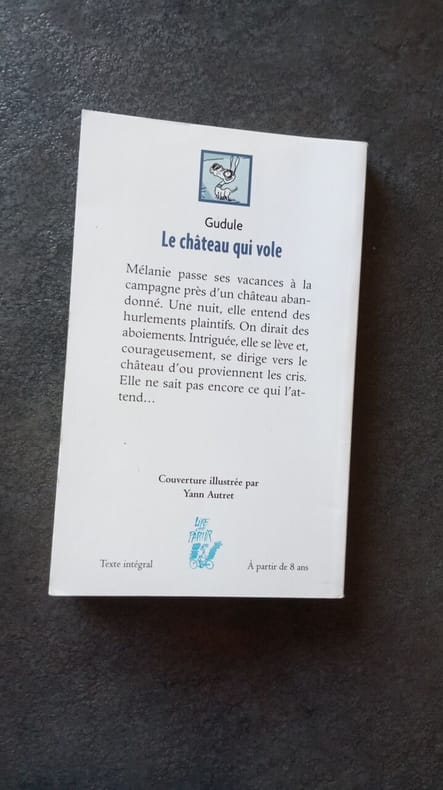 Gudule
Le château qui vole
Mélanie passe ses vacances à la
campagne près d'un château aban-
donné. Une nuit, elle entend des
hurlements plaintifs. On dirait des
aboiements. Intriguée, elle se lève et,
courageusement, se dirige vers le
château d'ou proviennent les cris.
Elle ne sait pas encore ce qui l'at-
tend...
Couverture illustrée par
Yann Autret
LIRE
POUR
PARTIR
Texte intégral
À partir de 8 ans